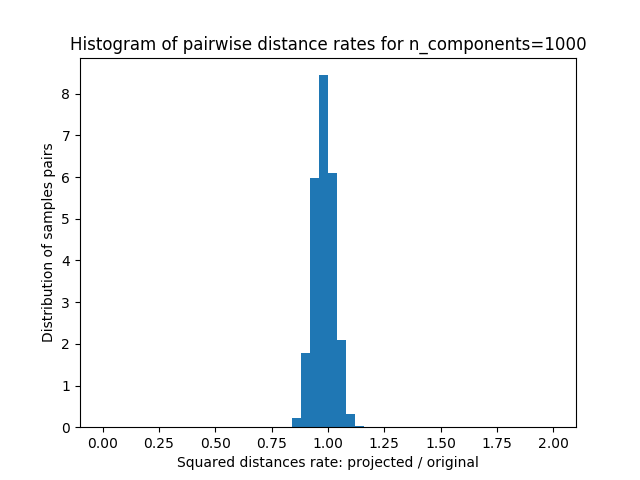 Histogram of pairwise distance rates for n_components=1000
Distribution of samples pairs
8
7
6
5
4
3
2
1
0
0.00 0.25 0.50 0.75 1.00 1.25 1.50 1.75 2.00
Squared distances rate: projected / original